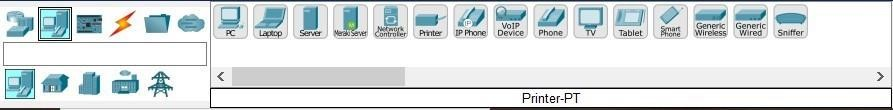 PC Laptop Server Meraki Server Network Controller Printer IP Phone VoIP Device Phone TV Tablet Smart Phone Generic Wireless Generic Wired Sniffer
Printer-PT